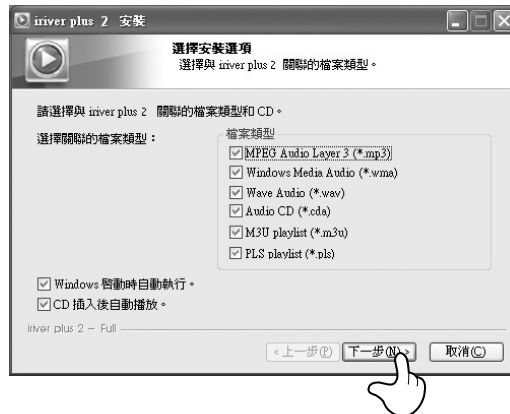 iriver plus 2 安裝
選擇安裝選項
選擇與 iriver plus 2 關聯的檔案類型。
請選擇與 iriver plus 2 關聯的檔案類型和 CD。
選擇關聯的檔案類型：
檔案類型
MPEG Audio Layer 3 (*.mp3)
Windows Media Audio (*.wma)
Wave Audio (*.wav)
Audio CD (*.cda)
M3U playlist (*.m3u)
PLS playlist (*.pls)
Windows 啓動時自動執行。
CD 插入後自動播放。
iriver plus 2 - Full
<上一步(P) 下一步(N)> 取消(C)